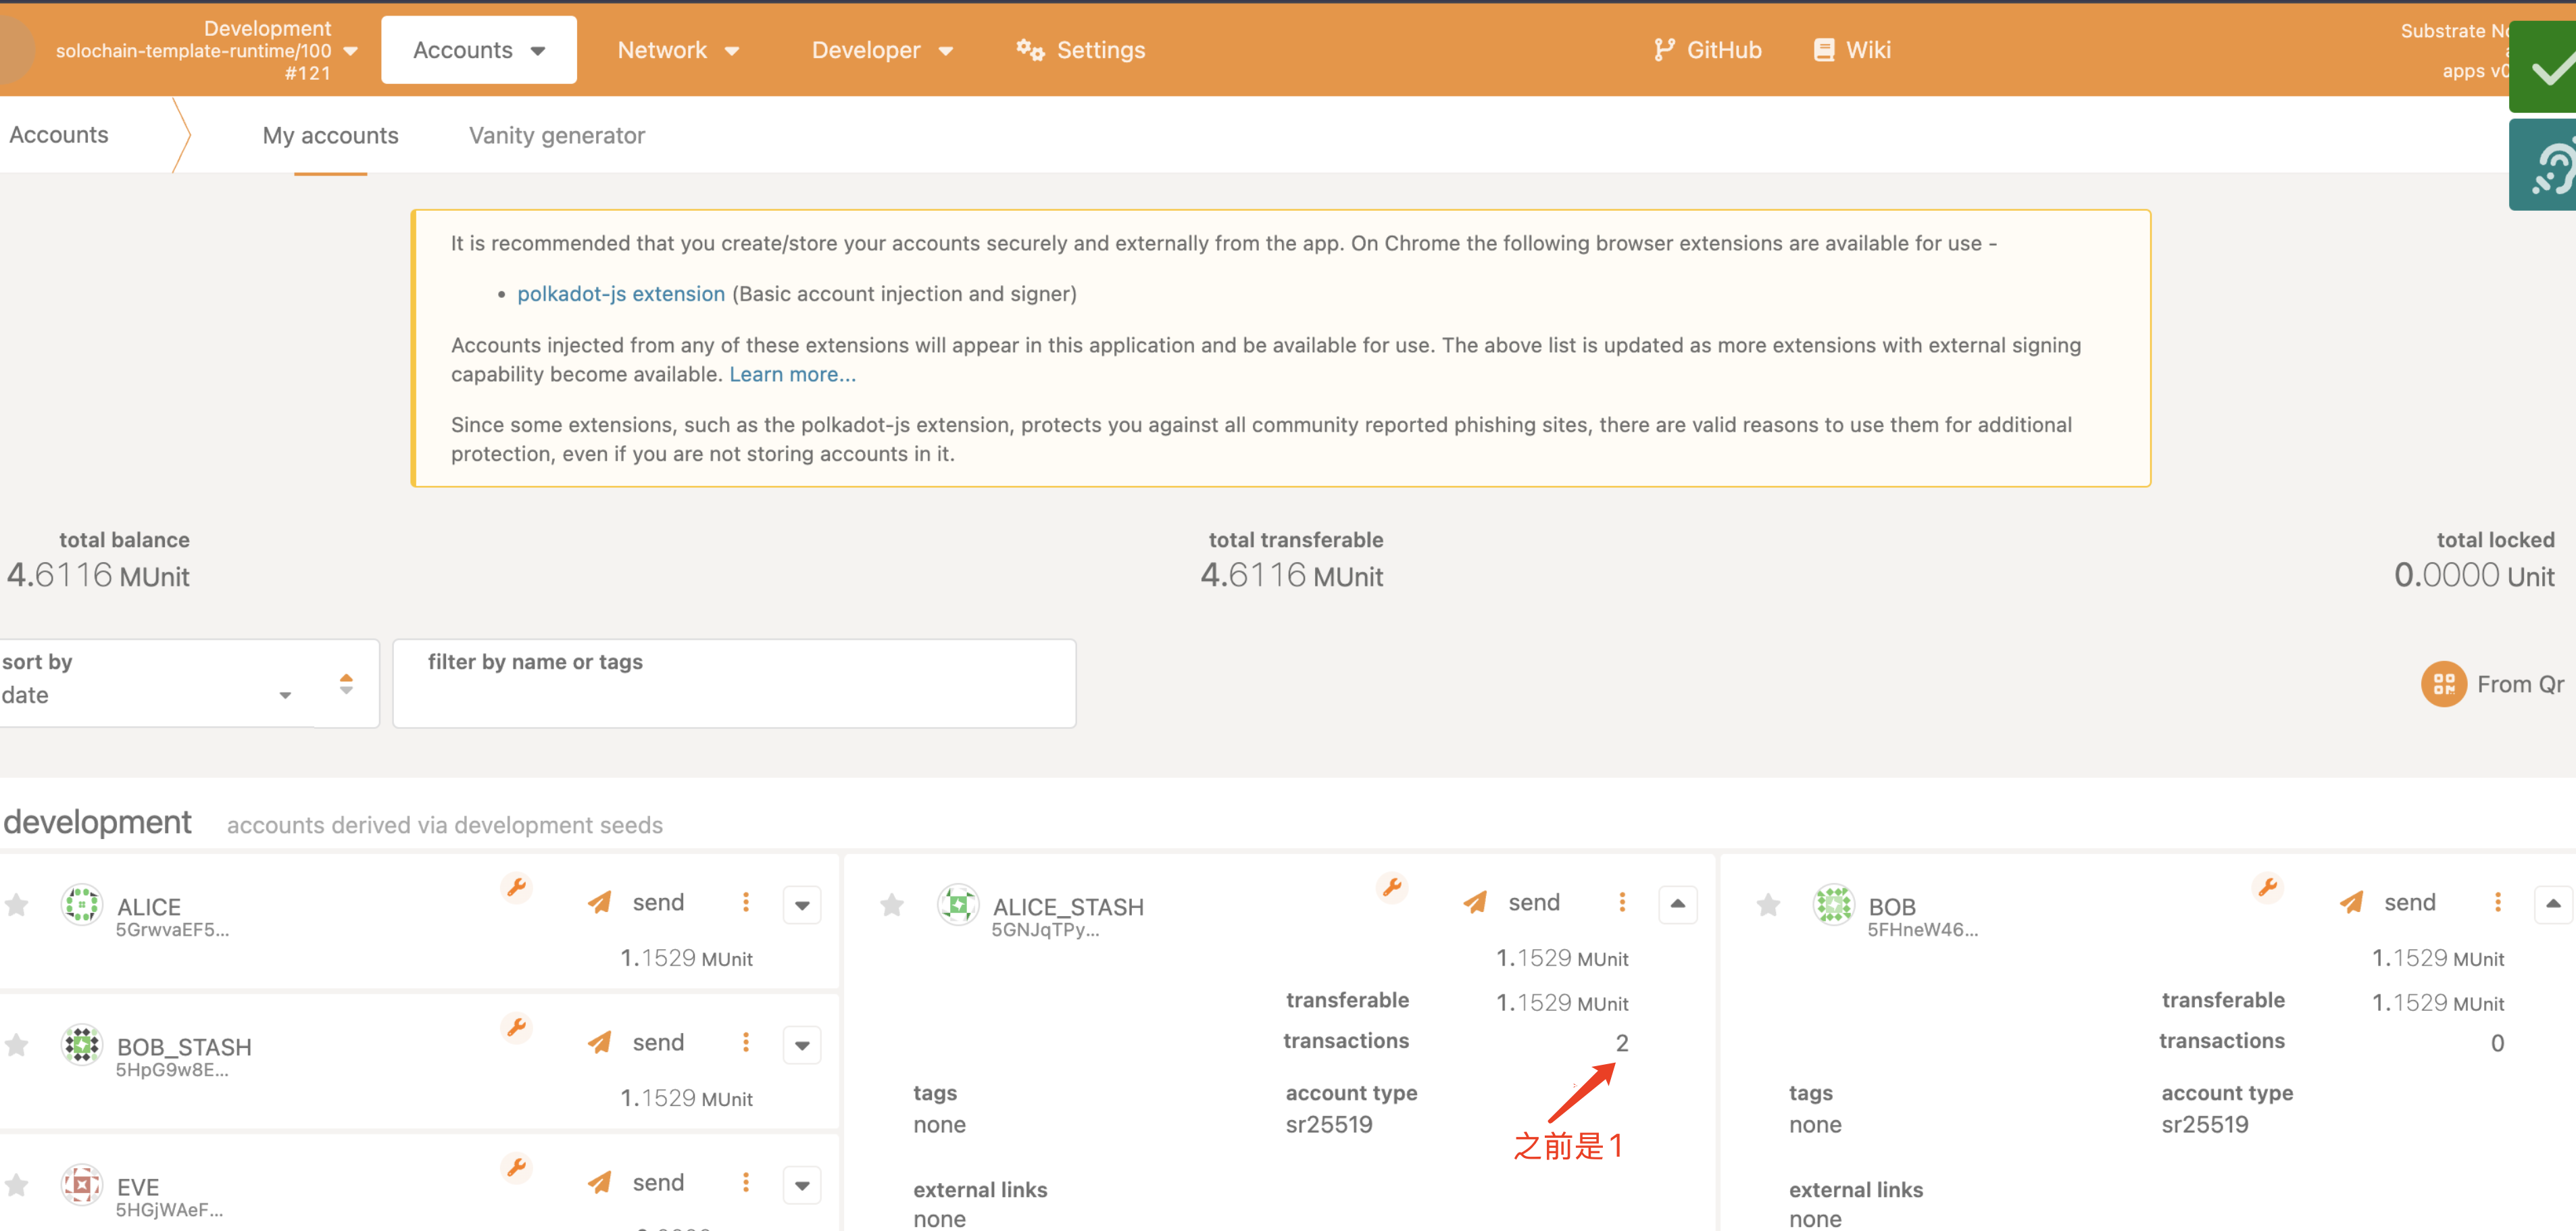 Development
solochain-template-runtime/100
#121
Accounts
Network
Developer
Settings
GitHub
Wiki
Substrate
apps
Accounts
My accounts
Vanity generator
It is recommended that you create/store your accounts securely and externally from the app. On Chrome the following browser extensions are available for use -
• polkadot-js extension (Basic account injection and signer)
Accounts injected from any of these extensions will appear in this application and be available for use. The above list is updated as more extensions with external signing
capability become available. Learn more...
Since some extensions, such as the polkadot-js extension, protects you against all community reported phishing sites, there are valid reasons to use them for additional
protection, even if you are not storing accounts in it.
total balance
4.6116 MUnit
total transferable
4.6116 MUnit
total locked
0.0000 Unit
sort by
date
filter by name or tags
From Qr
development
accounts derived via development seeds
ALICE
5GrwvaEF5...
send
1.1529 MUnit
BOB_STASH
5HpG9w8E...
send
1.1529 MUnit
EVE
5HGjWAeF...
send
ALICE_STASH
5GNJqTPy...
send
1.1529 MUnit
transferable
1.1529 MUnit
transactions
2
之前是1
tags
none
account type
sr25519
external links
none
BOB
5FHneW46...
send
1.1529 MUnit
transferable
1.1529 MUnit
transactions
0
tags
none
account type
sr25519
external links
none